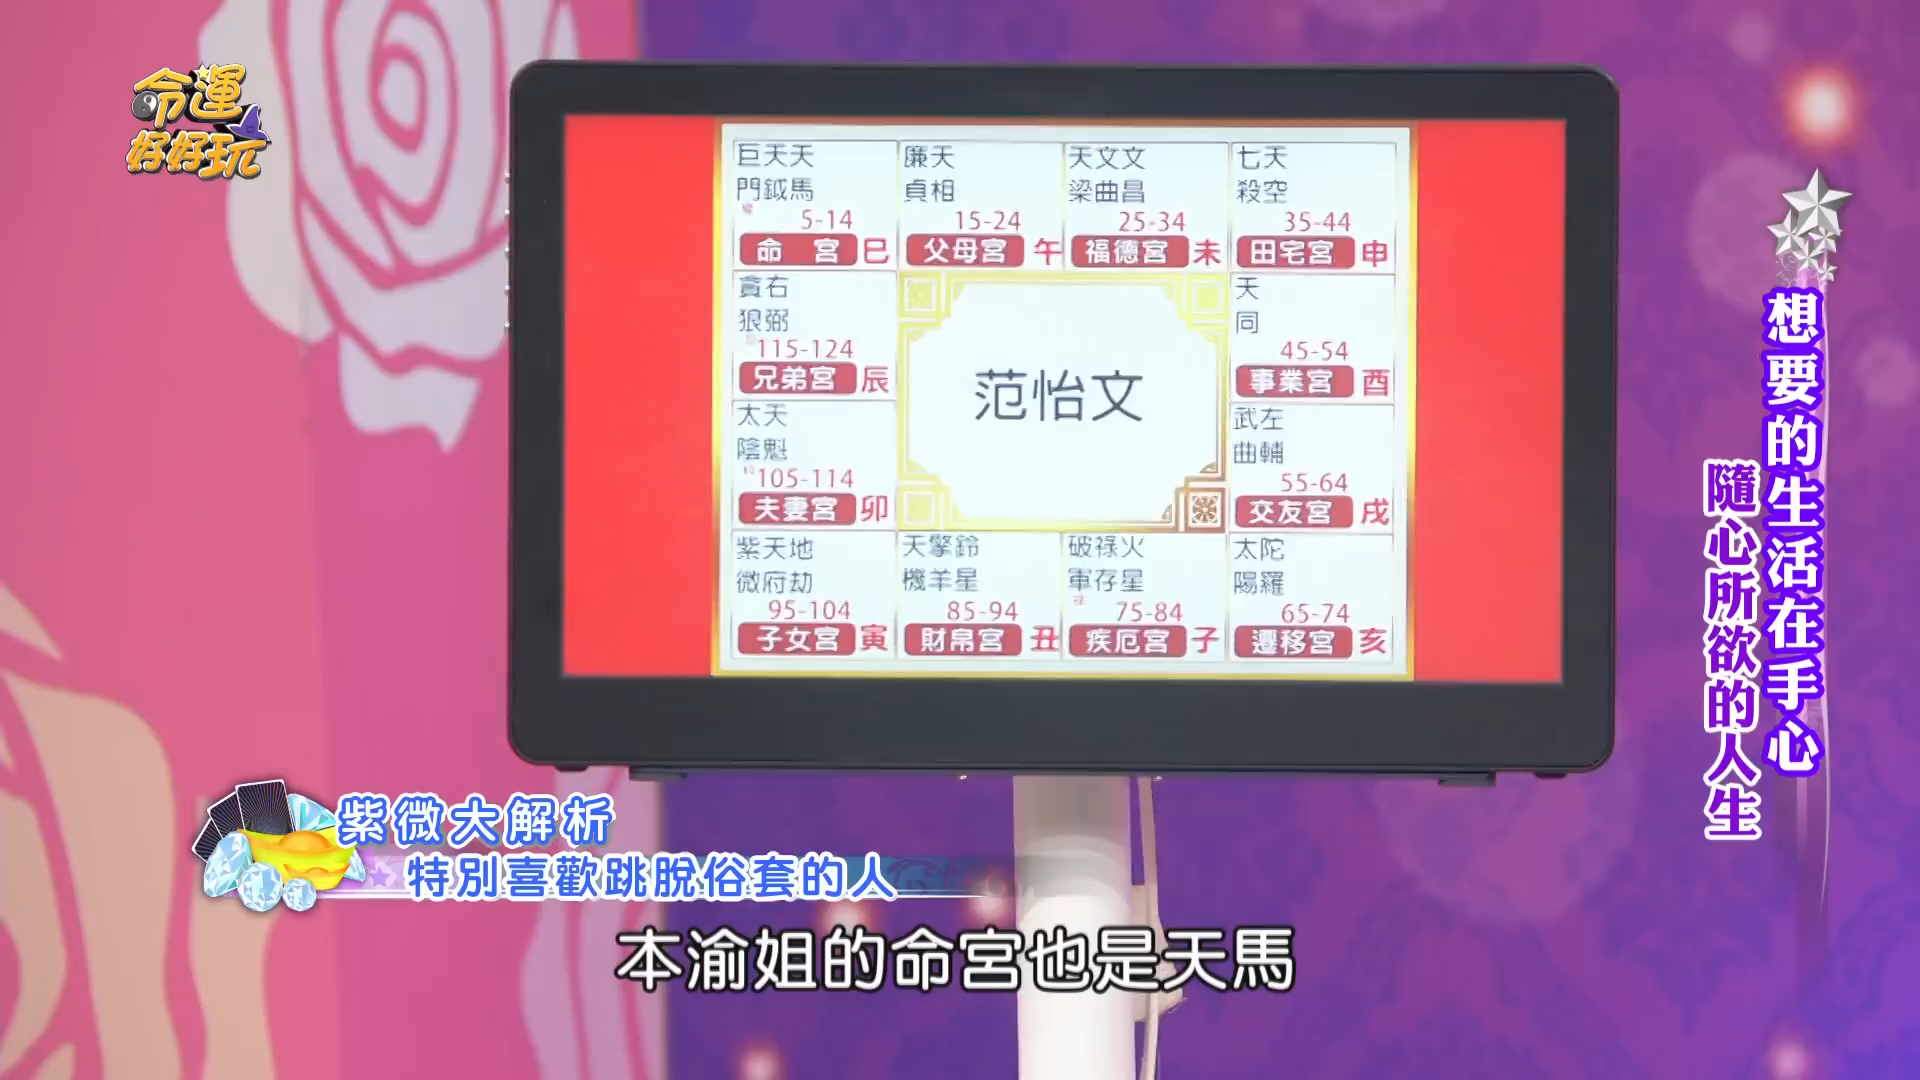 命運
好好玩
巨天天
門鉞馬
5-14
命 宮 巳
廉天
貞相
15-24
父母宮 午
天文文
梁曲昌
25-34
福德宮 未
七天
殺空
35-44
田宅宮 申
貪右
狼弼
115-124
兄弟宮 辰
天
同
45-54
事業宮 酉
太天
陰魁
105-114
夫妻宮 卯
范怡文
武左
曲輔
55-64
交友宮 戌
紫天地
微府劫
95-104
子女宮 寅
天擎鈴
機羊星
85-94
財帛宮 丑
破祿火
軍存星
75-84
疾厄宮 子
太陀
陽羅
65-74
遷移宮 亥
想要的生活在手心
隨心所欲的人生
紫微大解析
特別喜歡跳脫俗套的人
本渝姐的命宮也是天馬